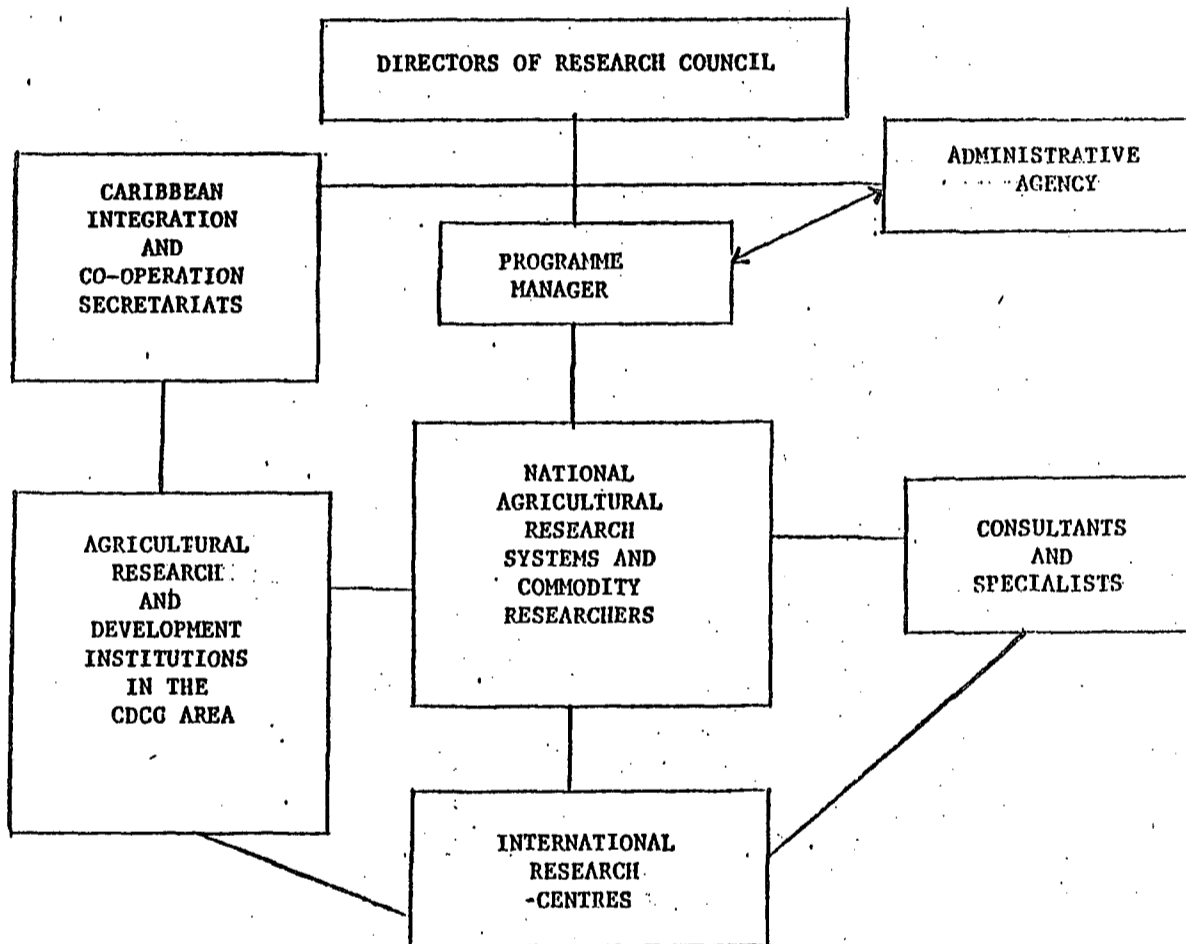 DIRECTORS OF RESEARCH COUNCIL
ADMINISTRATIVE
AGENCY
CARIBBEAN
INTEGRATION
AND
CO-OPERATION
SECRETARIATS
PROGRAMME
MANAGER
NATIONAL
AGRICULTURAL
RESEARCH
SYSTEMS AND
COMMODITY
RESEARCHERS
AGRICULTURAL
RESEARCH
AND
DEVELOPMENT
INSTITUTIONS
IN THE
CDCC AREA
CONSULTANTS
AND
SPECIALISTS
INTERNATIONAL
RESEARCH
CENTRES